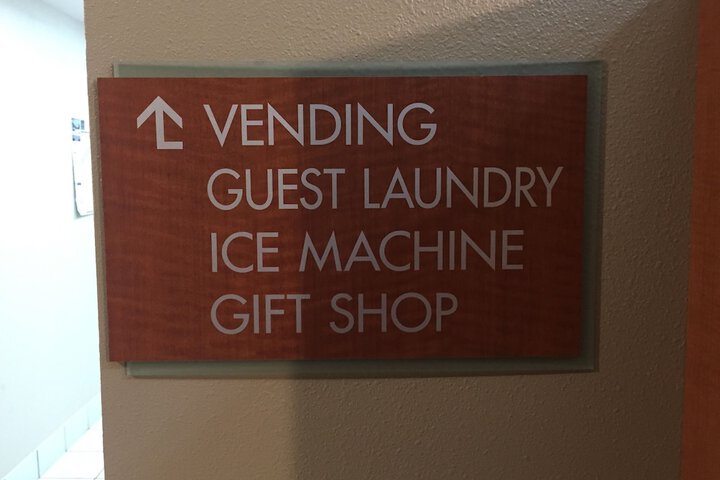 VENDING
GUEST LAUNDRY
ICE MACHINE
GIFT SHOP